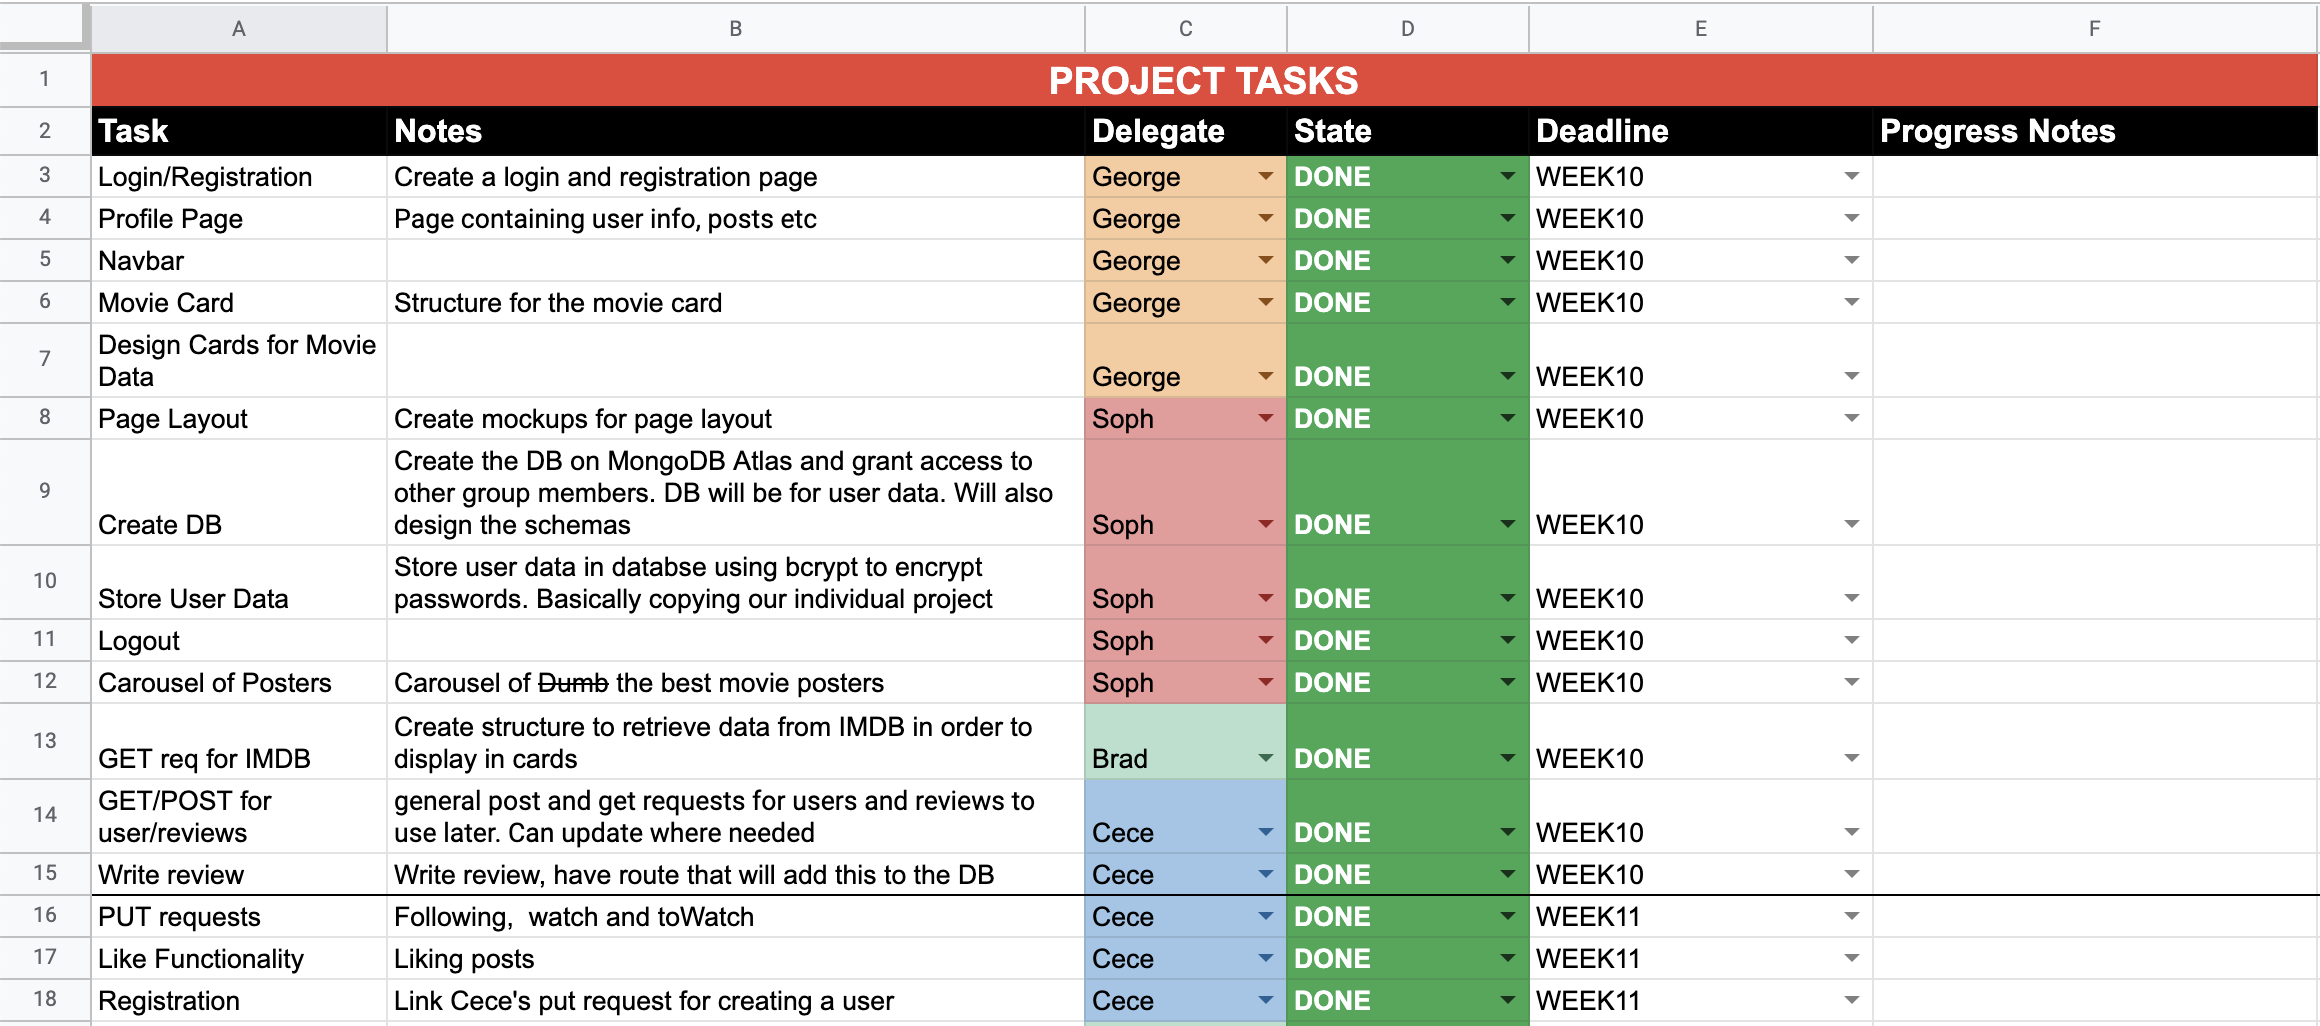 A B C D E F
1 PROJECT TASKS
2 Task Notes Delegate State Deadline Progress Notes
3 Login/Registration Create a login and registration page George DONE WEEK10
4 Profile Page Page containing user info, posts etc George DONE WEEK10
5 Navbar George DONE WEEK10
6 Movie Card Structure for the movie card George DONE WEEK10
7 Design Cards for Movie
Data George DONE WEEK10
8 Page Layout Create mockups for page layout Soph DONE WEEK10
Create the DB on MongoDB Atlas and grant access to
9 other group members. DB will be for user data. Will also
Create DB design the schemas Soph DONE WEEK10
10 Store user data in databse using bcrypt to encrypt
Store User Data passwords. Basically copying our individual project Soph DONE WEEK10
11 Logout Soph DONE WEEK10
12 Carousel of Posters Carousel of Dumb the best movie posters Soph DONE WEEK10
13 Create structure to retrieve data from IMDB in order to
GET req for IMDB display in cards Brad DONE WEEK10
14 GET/POST for general post and get requests for users and reviews to
user/reviews use later. Can update where needed Cece DONE WEEK10
15 Write review Write review, have route that will add this to the DB Cece DONE WEEK10
16 PUT requests Following,  watch and toWatch Cece DONE WEEK11
17 Like Functionality Liking posts Cece DONE WEEK11
18 Registration Link Cece's put request for creating a user Cece DONE WEEK11